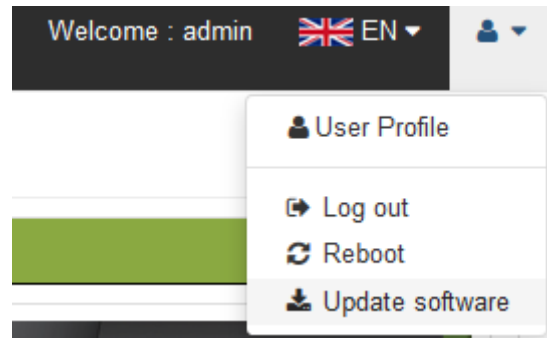 Welcome : admin EN
User Profile
Log out
Reboot
Update software